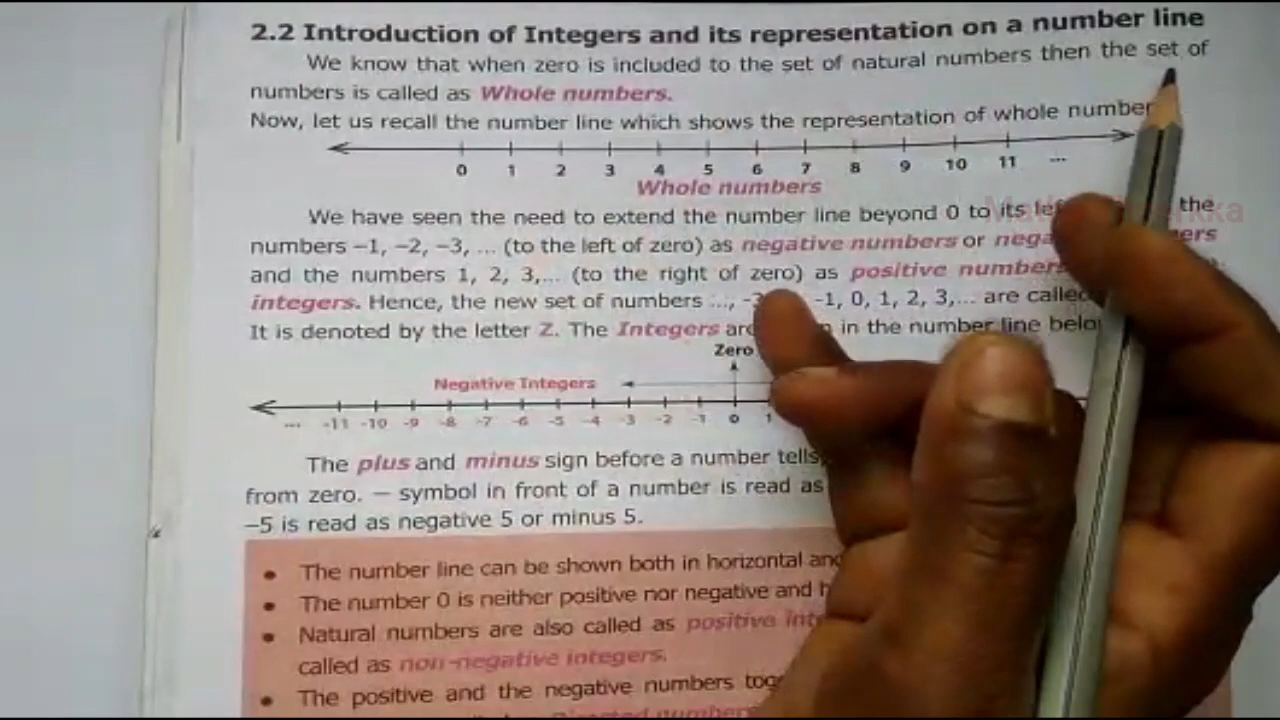 2.2 Introduction of Integers and its representation on a number line
We know that when zero is included to the set of natural numbers then the set of
numbers is called as Whole numbers.
Now, let us recall the number line which shows the representation of whole number
0 1 2 3 4 5 6 7 8 9 10 11 ...
Whole numbers
We have seen the need to extend the number line beyond 0 to its the
numbers –1, –2, –3, ... (to the left of zero) as negative numbers or
and the numbers 1, 2, 3,... (to the right of zero) as positive numbers
integers. Hence, the new set of numbers ..., -1, 0, 1, 2, 3,... are called
It is denoted by the letter Z. The Integers are in the number line
Zero
Negative Integers
... -11 -10 -9 -8 -7 -6 -5 -4 -3 -2 -1 0 1
The plus and minus sign before a number tells
from zero. – symbol in front of a number is read as
–5 is read as negative 5 or minus 5.
• The number line can be shown both in horizontal and
• The number 0 is neither positive nor negative and
• Natural numbers are also called as positive
called as non-negative integers.
• The positive and the negative numbers
Directed numbers